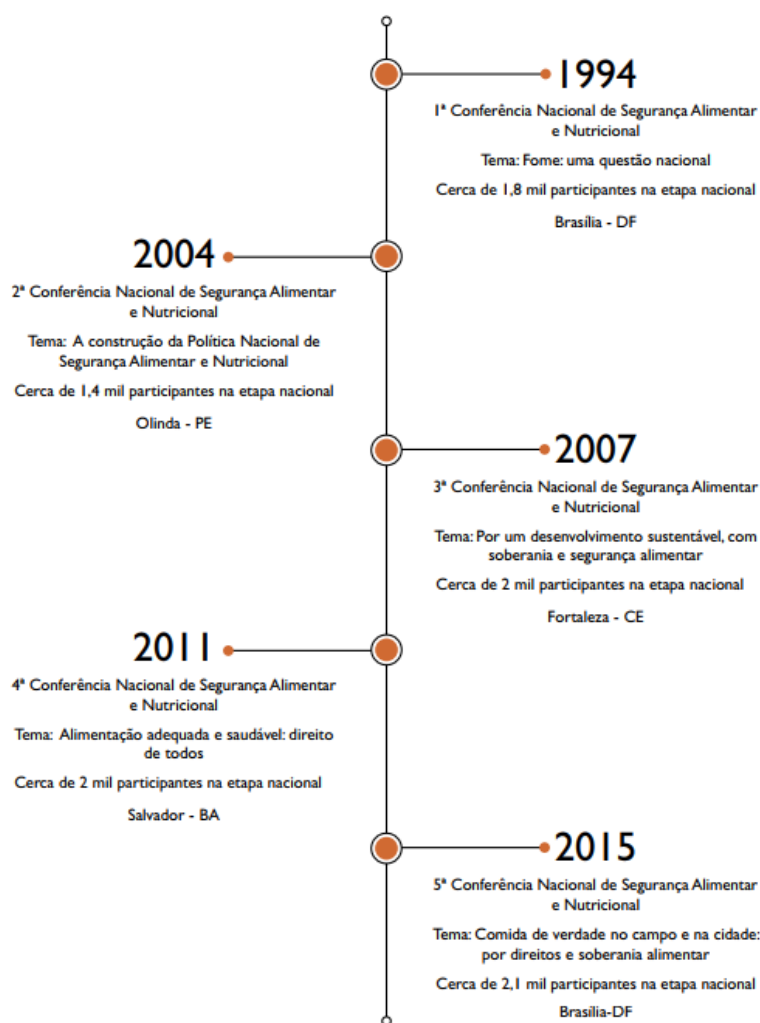 1994
1ª Conferência Nacional de Segurança Alimentar
e Nutricional
Tema: Fome: uma questão nacional
Cerca de 1,8 mil participantes na etapa nacional
Brasília - DF
2004
2ª Conferência Nacional de Segurança Alimentar
e Nutricional
Tema: A construção da Política Nacional de
Segurança Alimentar e Nutricional
Cerca de 1,4 mil participantes na etapa nacional
Olinda - PE
2007
3ª Conferência Nacional de Segurança Alimentar
e Nutricional
Tema: Por um desenvolvimento sustentável, com
soberania e segurança alimentar
Cerca de 2 mil participantes na etapa nacional
Fortaleza - CE
2011
4ª Conferência Nacional de Segurança Alimentar
e Nutricional
Tema: Alimentação adequada e saudável: direito
de todos
Cerca de 2 mil participantes na etapa nacional
Salvador - BA
2015
5ª Conferência Nacional de Segurança Alimentar
e Nutricional
Tema: Comida de verdade no campo e na cidade:
por direitos e soberania alimentar
Cerca de 2,1 mil participantes na etapa nacional
Brasília-DF